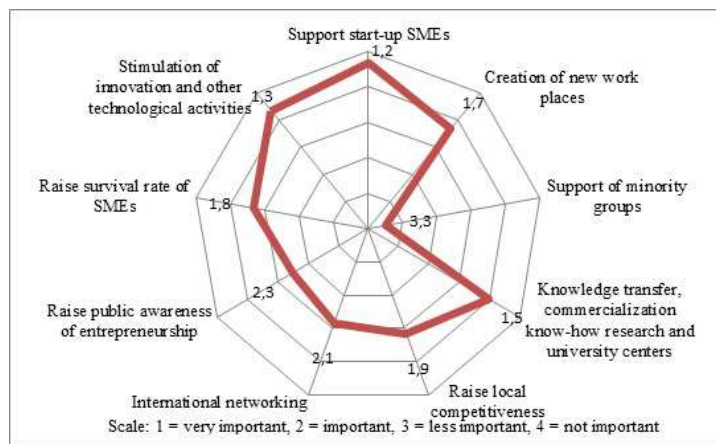 Support start-up SMEs
1,2
Creation of new work
places
1,7
Support of minority
groups
3,3
Knowledge transfer,
commercialization
know-how research and
university centers
1,5
Raise local
competitiveness
1,9
International networking
2,1
Raise public awareness
of entrepreneurship
2,3
Raise survival rate of
SMEs
1,8
Stimulation of
innovation and other
technological activities
1,3
Scale: 1 = very important, 2 = important, 3 = less important, 4 = not important